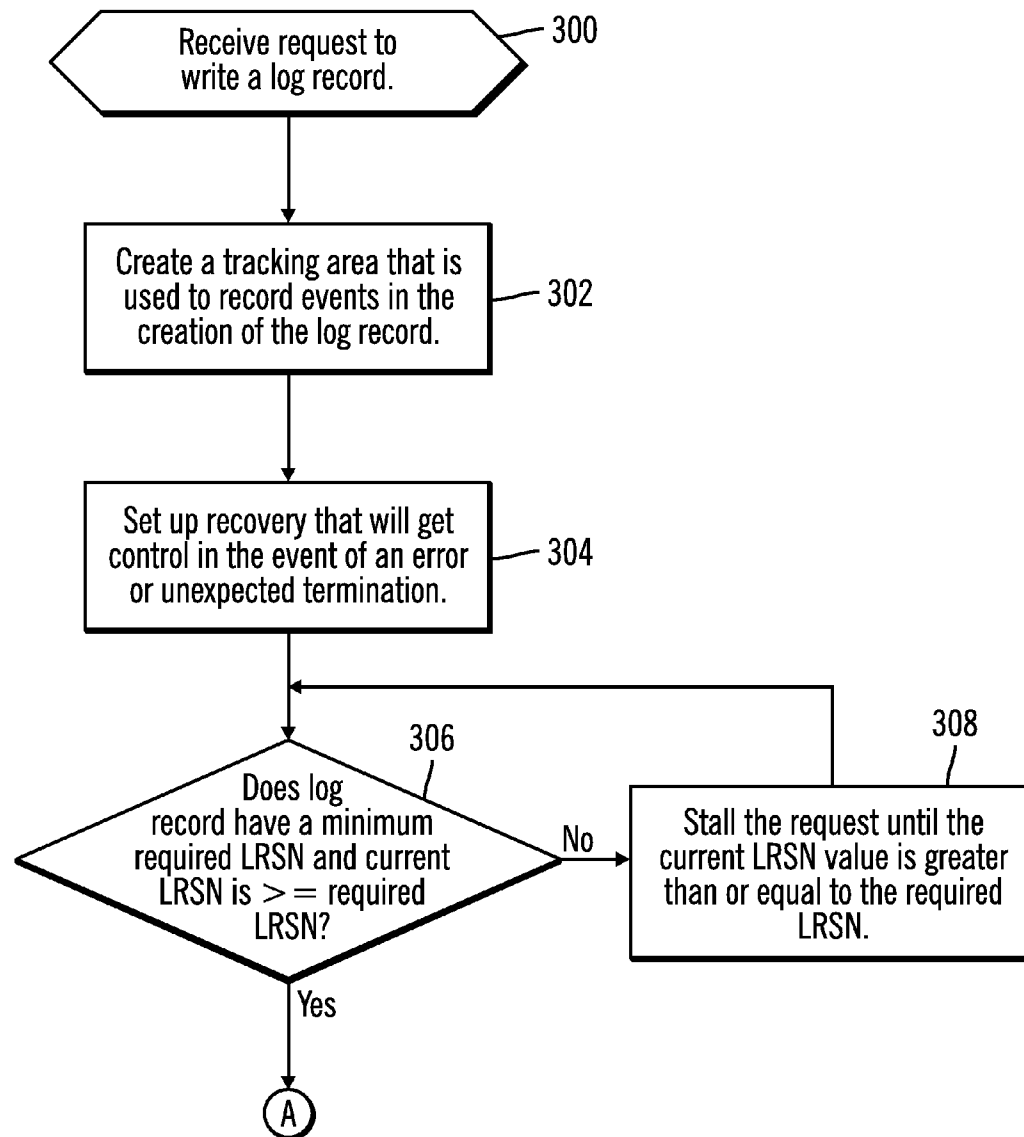 Receive request to
write a log record.
300
Create a tracking area that is
used to record events in the
creation of the log record.
302
Set up recovery that will get
control in the event of an error
or unexpected termination.
304
306
Does log
record have a minimum
required LRSN and current
LRSN is > = required
LRSN?
No
308
Stall the request until the
current LRSN value is greater
than or equal to the required
LRSN.
Yes
A